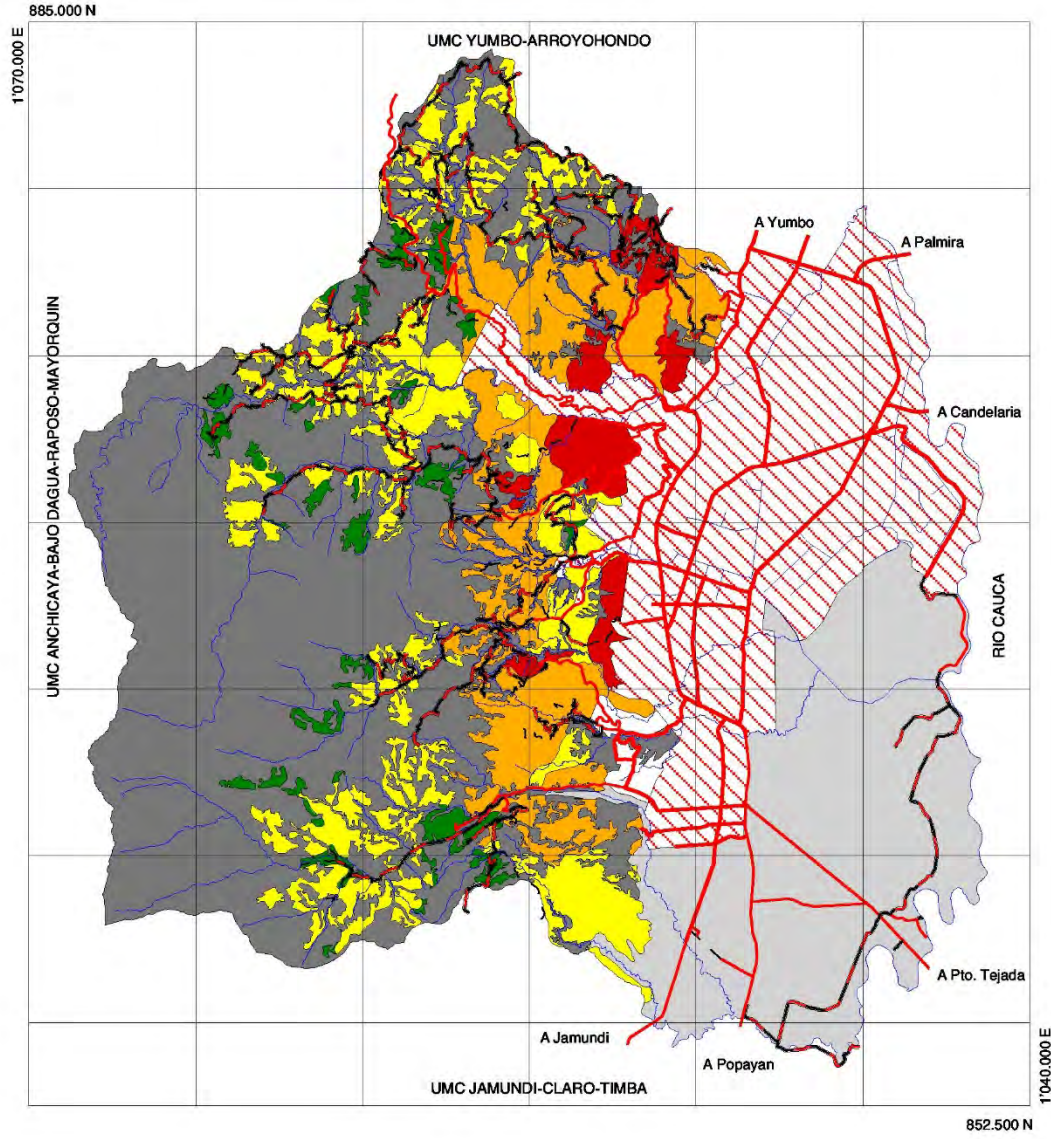 885.000 N
1'070.000 E
UMC YUMBO-ARROYOHONDO
A Yumbo
A Palmira
UMC ANCHICAYA-BAJO DAGUA-RAPOSO-MAYORQUIN
A Candelaria
RIO CAUCA
A Pto. Tejada
A Jamundi
A Popayan
UMC JAMUNDI-CLARO-TIMBA
1'040.000 E
852.500 N